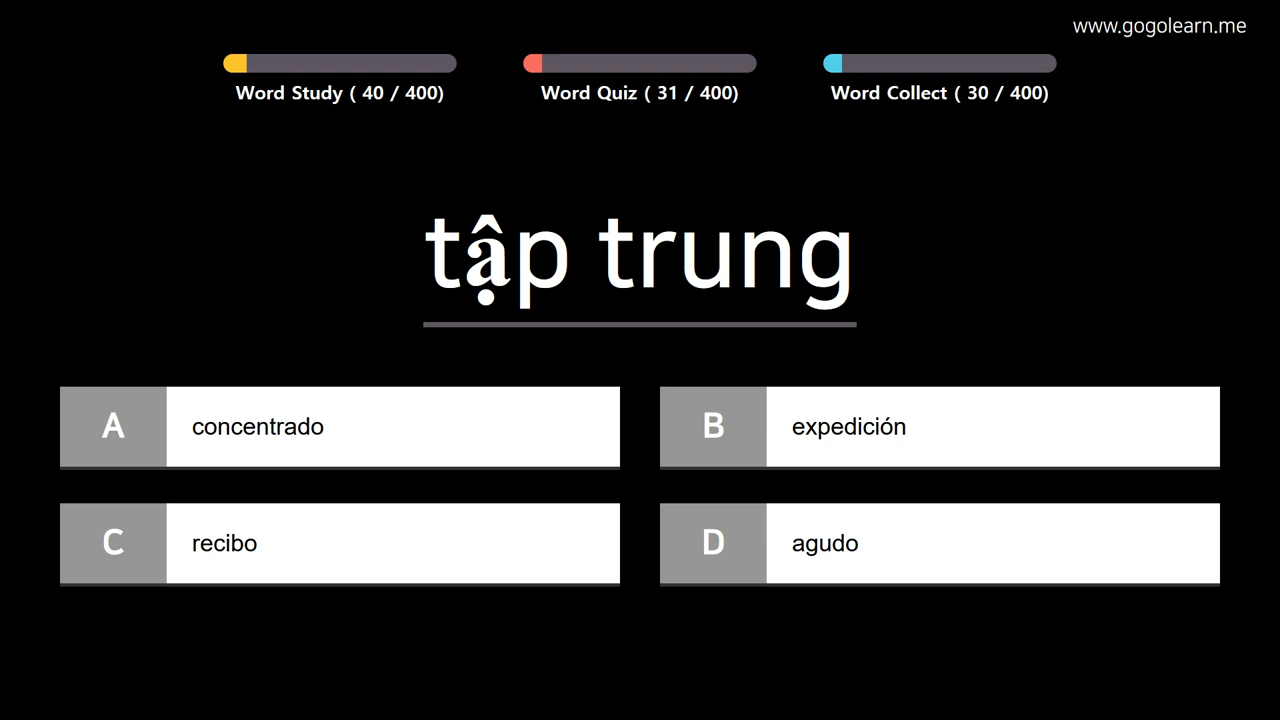 www.gogolearn.me
Word Study ( 40 / 400)
Word Quiz ( 31 / 400)
Word Collect ( 30 / 400)
tập trung
A
concentrado
B
expedición
C
recibo
D
agudo